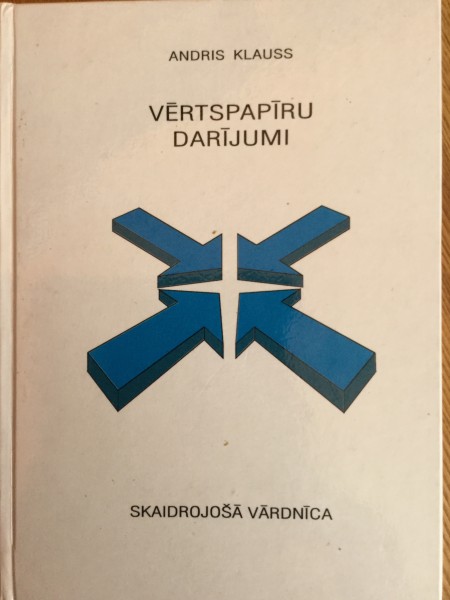 ANDRIS KLAUSS
VĒRTSPAPĪRU
DARĪJUMI
SKAIDROJOŠĀ VĀRDNĪCA